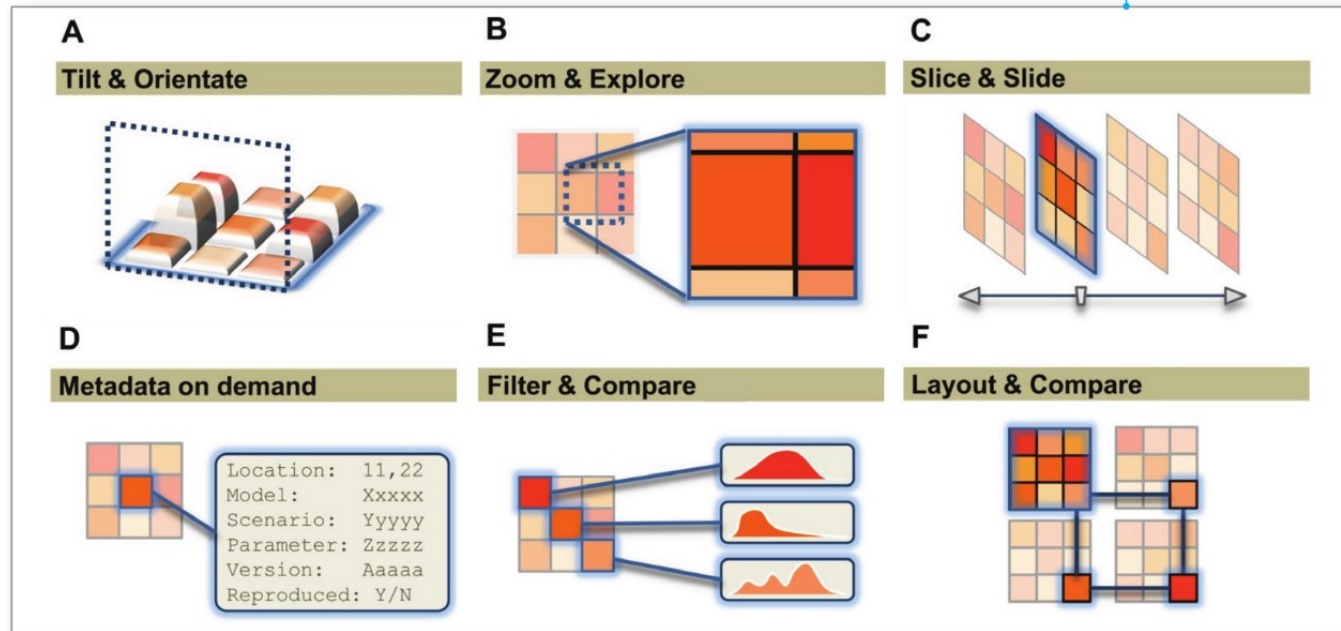 A
Tilt & Orientate
B
Zoom & Explore
C
Slice & Slide
D
Metadata on demand
Location: 11,22
Model: Xxxxx
Scenario: Yyyyy
Parameter: Zzzzz
Version: Aaaaa
Reproduced: Y/N
E
Filter & Compare
F
Layout & Compare